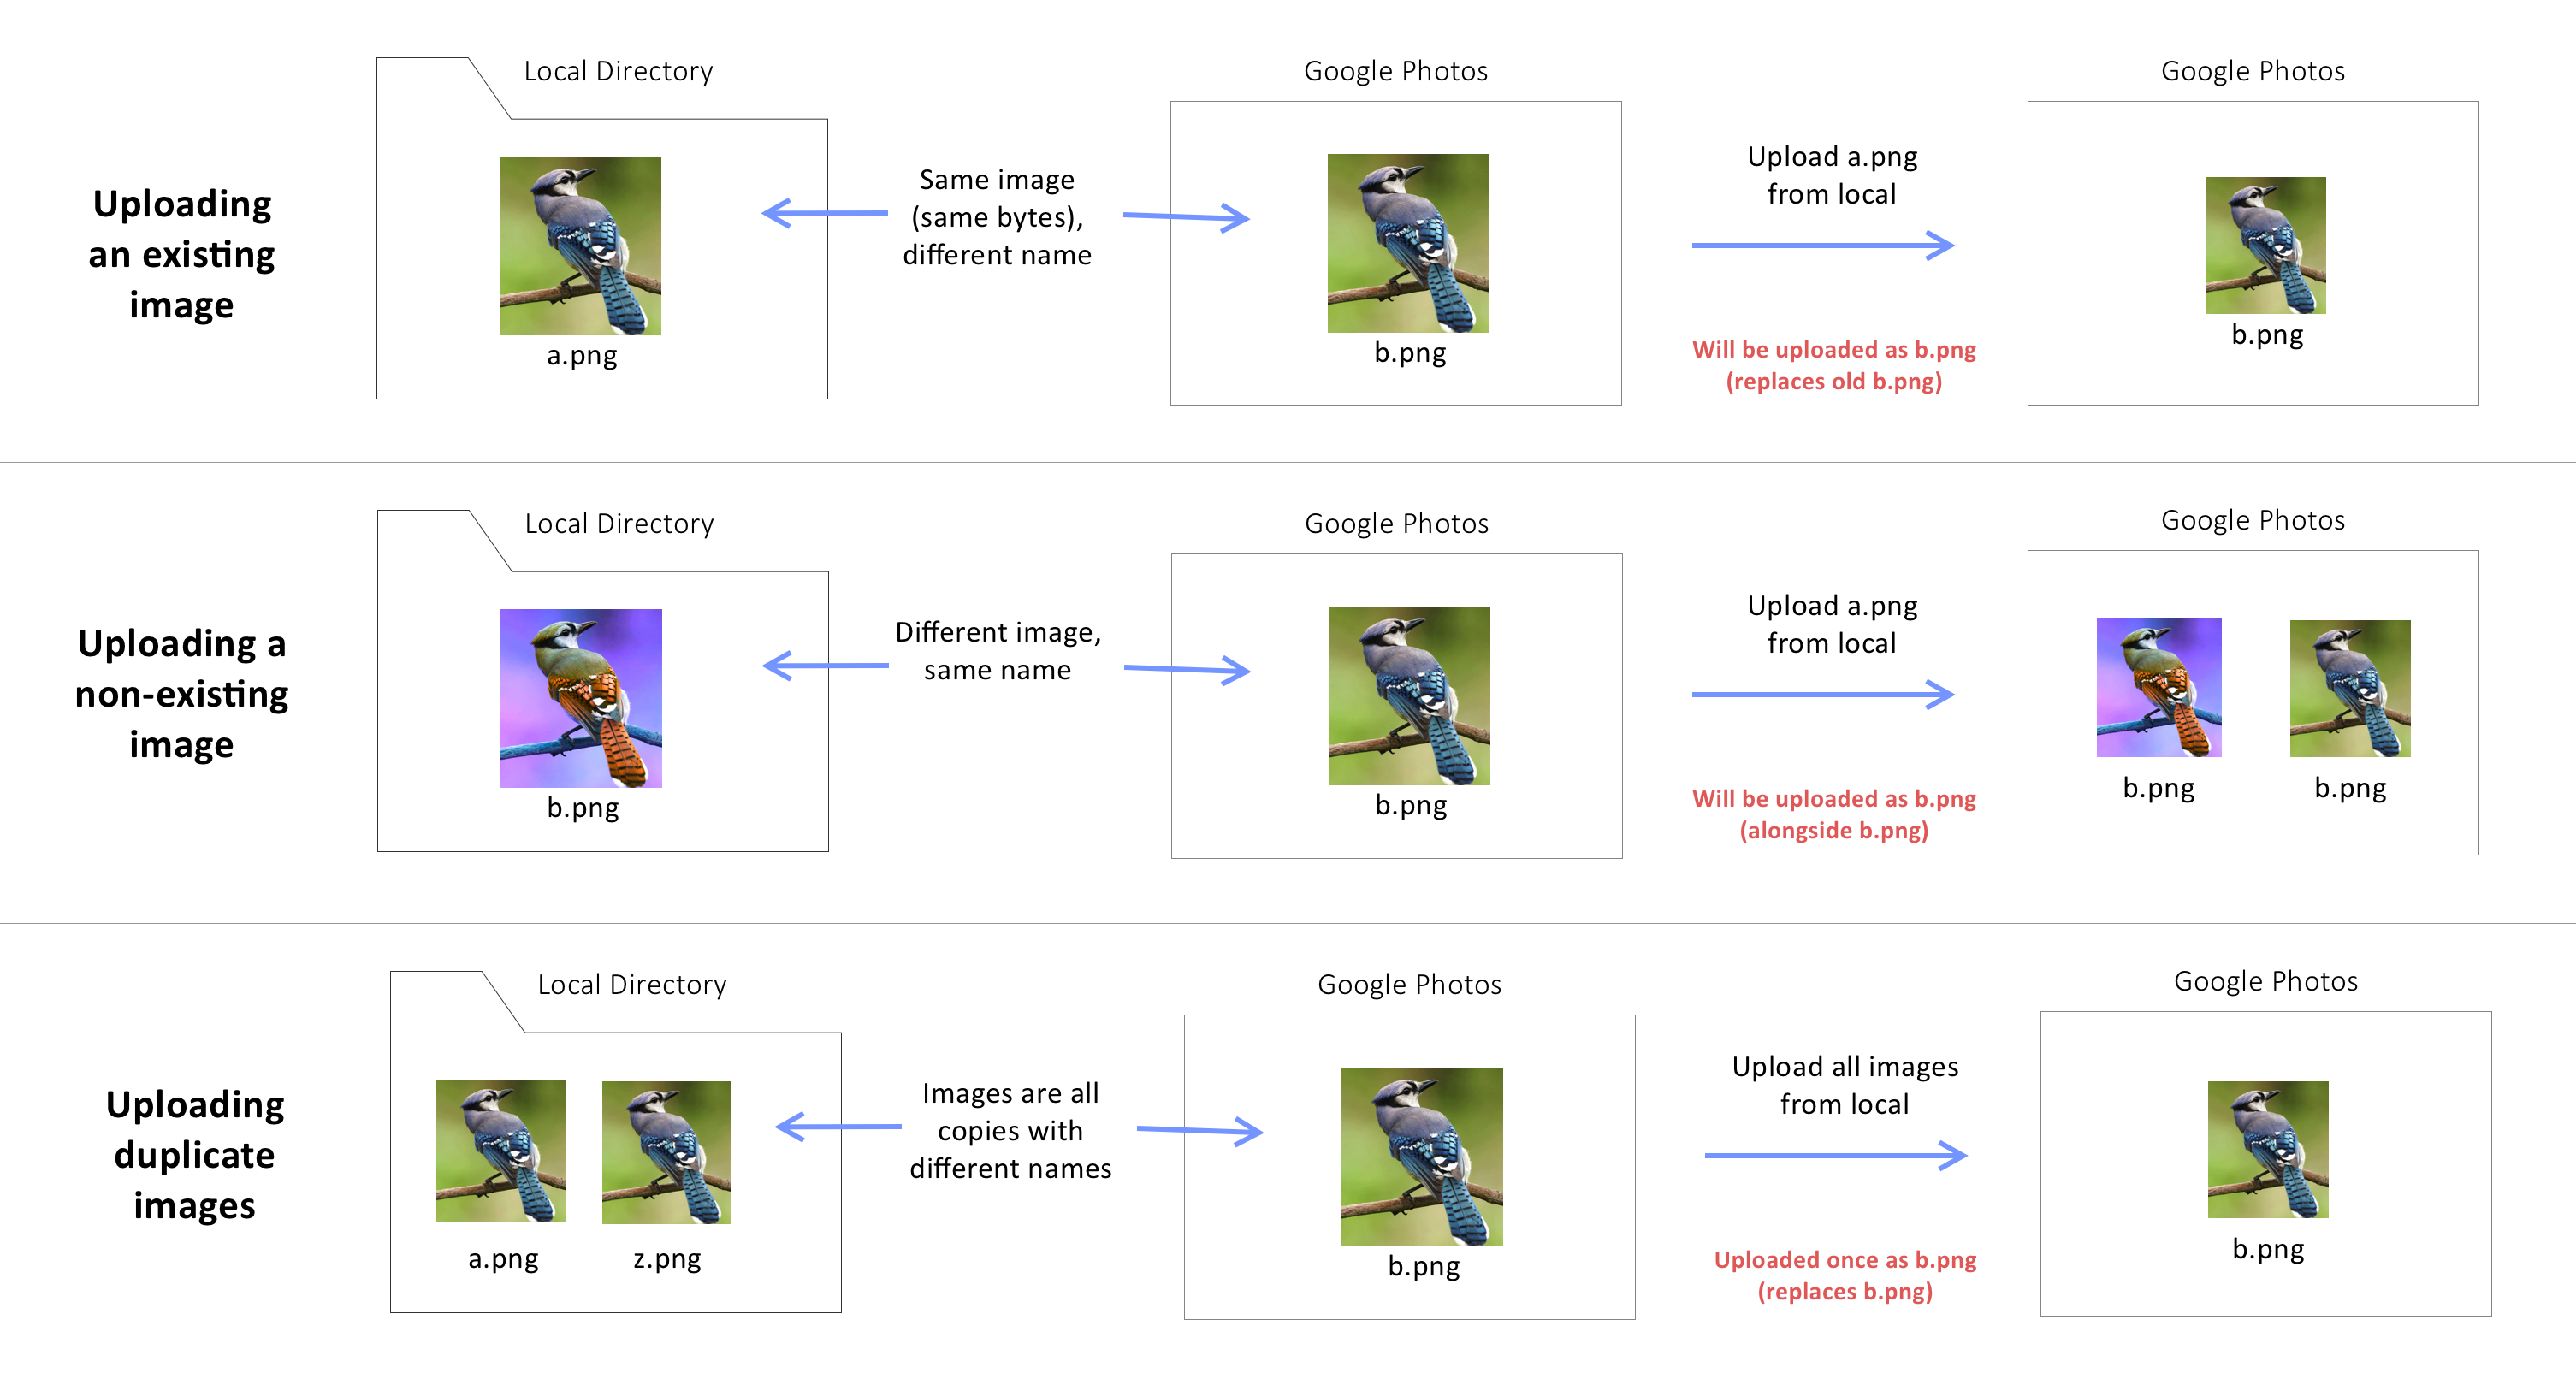 Local Directory
Google Photos
Google Photos
Uploading
an existing
image
a.png
Same image
(same bytes),
different name
b.png
Upload a.png
from local
Will be uploaded as b.png
(replaces old b.png)
b.png
Local Directory
Google Photos
Google Photos
Uploading a
non-existing
image
b.png
Different image,
same name
b.png
Upload a.png
from local
Will be uploaded as b.png
(alongside b.png)
b.png
b.png
Local Directory
Google Photos
Google Photos
Uploading
duplicate
images
a.png
z.png
Images are all
copies with
different names
b.png
Upload all images
from local
Uploaded once as b.png
(replaces b.png)
b.png